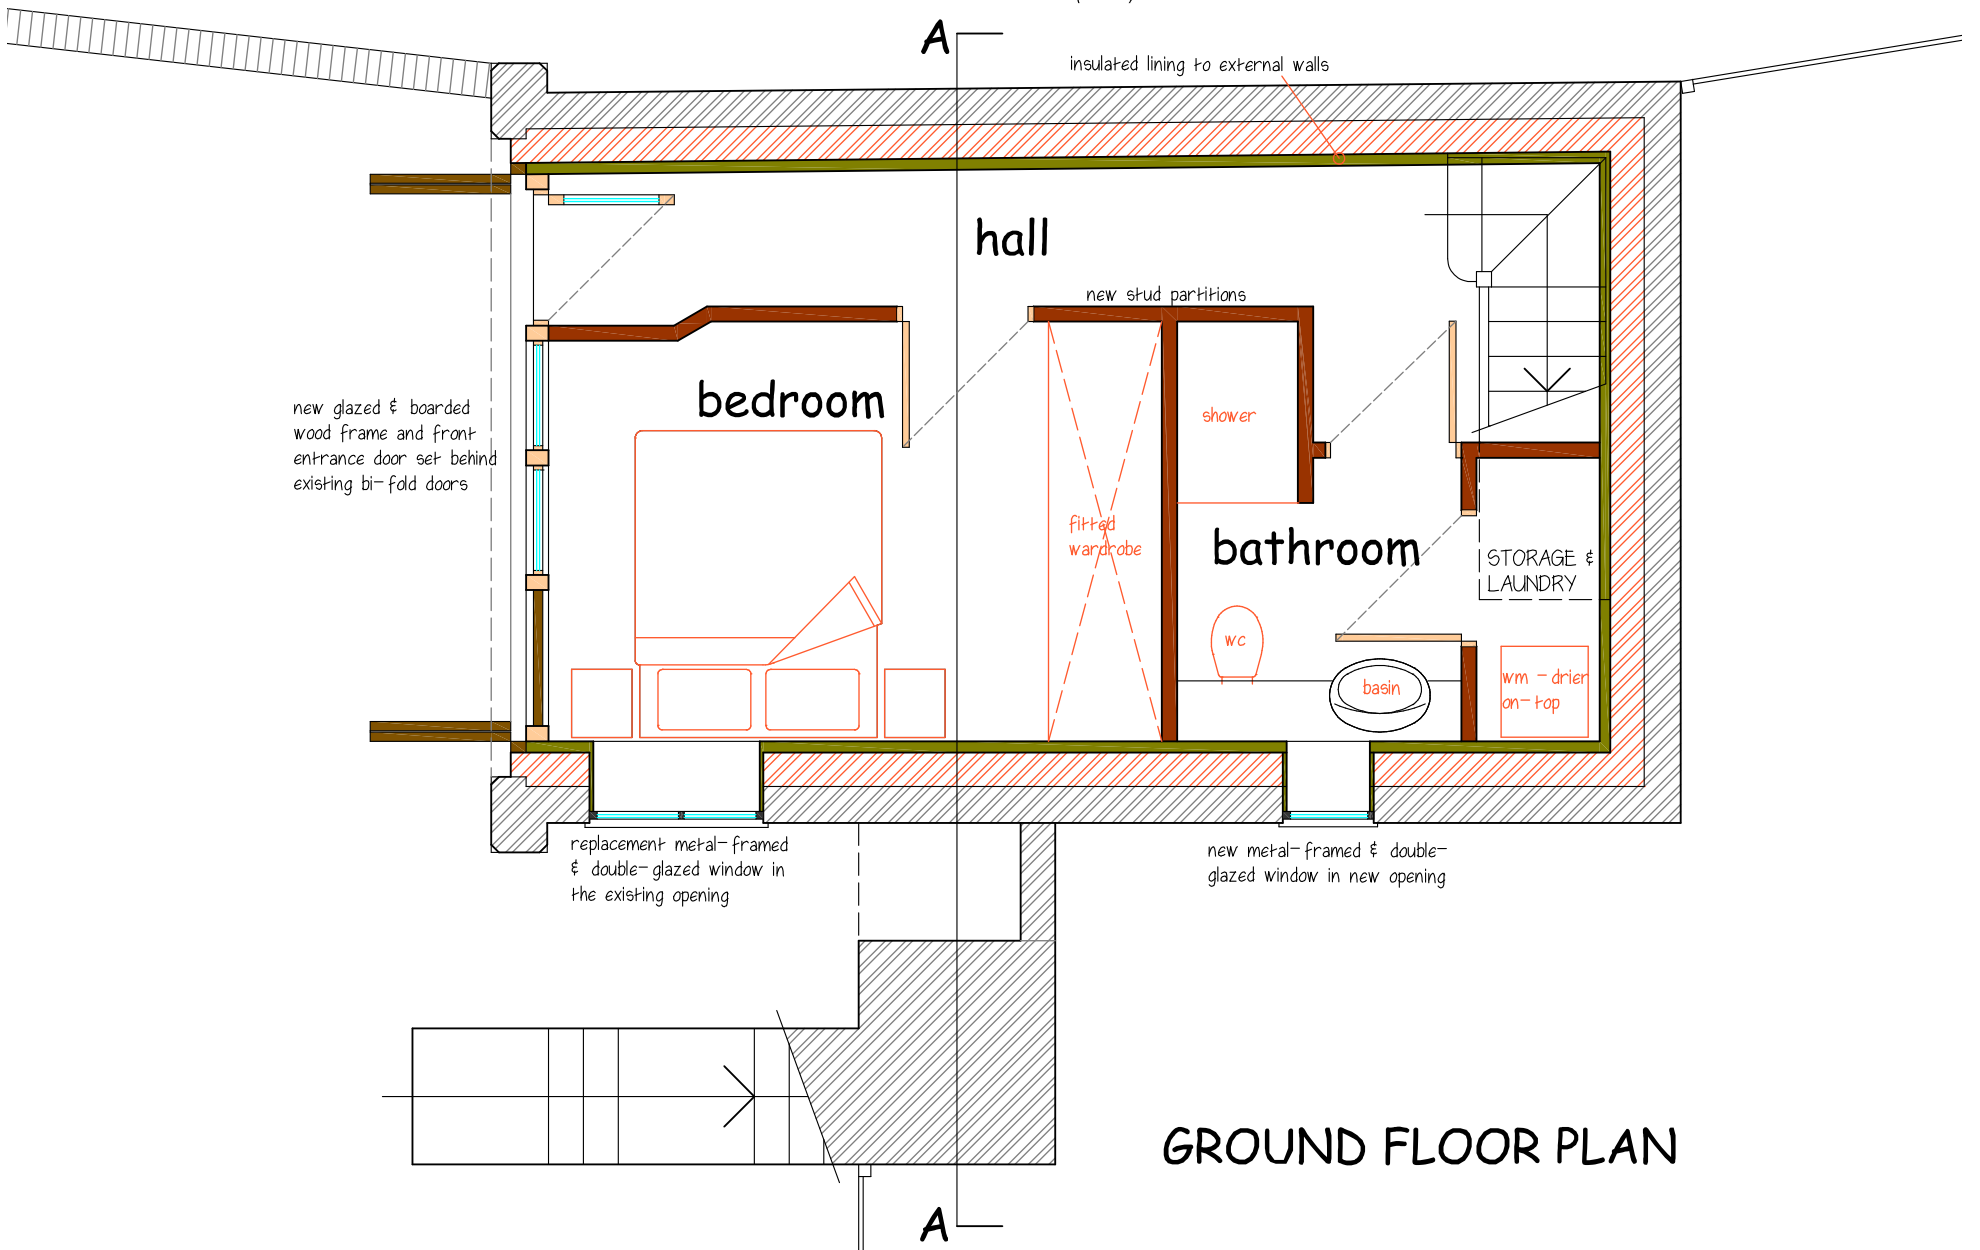 A
insulated lining to external walls
hall
new stud partitions
bedroom
new glazed & boarded
wood frame and front
entrance door set behind
existing bi-fold doors
shower
fitted
wardrobe
bathroom
STORAGE &
LAUNDRY
wc
basin
wm - drier
on-top
replacement metal-framed
& double-glazed window in
the existing opening
new metal-framed & double-
glazed window in new opening
GROUND FLOOR PLAN
A